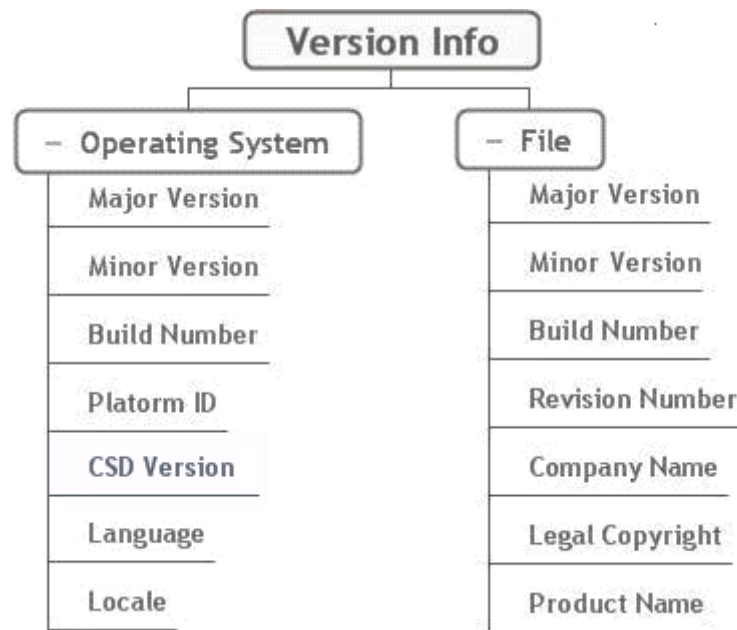 Version Info
– Operating System
Major Version
Minor Version
Build Number
Platorm ID
CSD Version
Language
Locale
– File
Major Version
Minor Version
Build Number
Revision Number
Company Name
Legal Copyright
Product Name